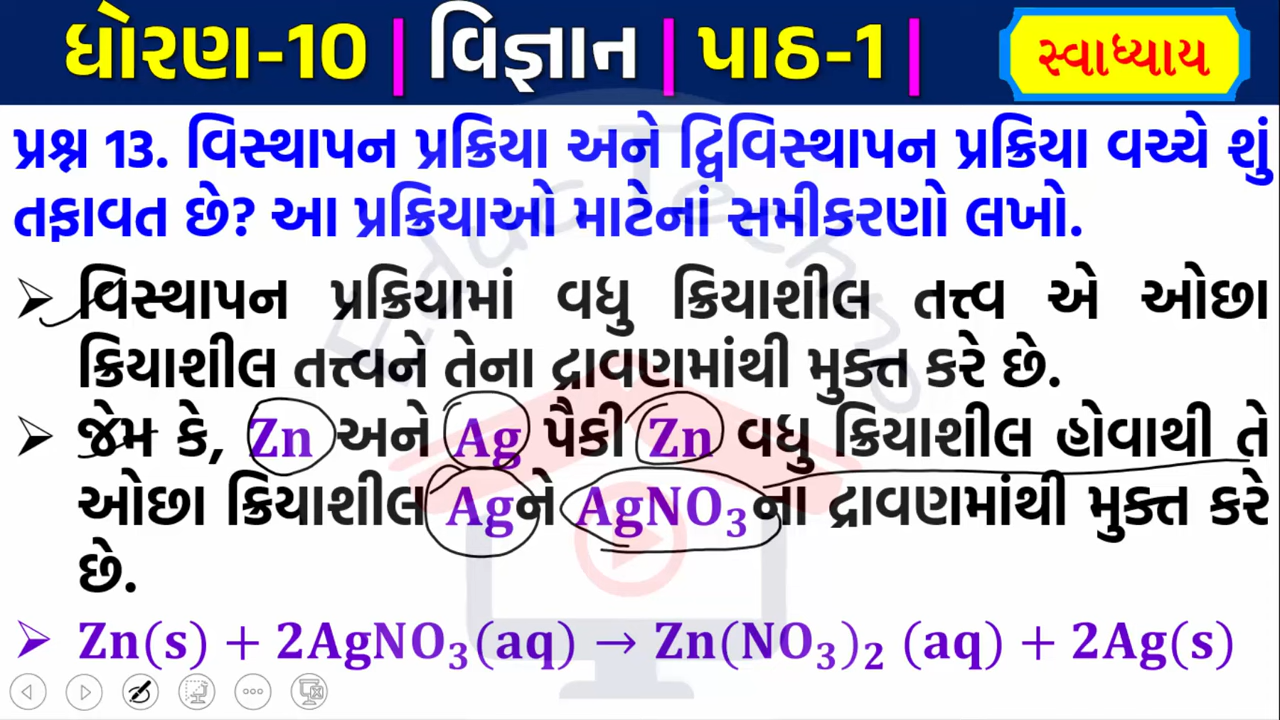 ધોરણ-10 | વિજ્ઞાન | પાઠ-1 |
સ્વાધ્યાય
પ્રશ્ન 13. વિસ્થાપન પ્રક્રિયા અને દ્વિવિસ્થાપન પ્રક્રિયા વચ્ચે શું
તફાવત છે? આ પ્રક્રિયાઓ માટેનાં સમીકરણો લખો.
➢ વિસ્થાપન પ્રક્રિયામાં વધુ ક્રિયાશીલ તત્ત્વ એ ઓછા
ક્રિયાશીલ તત્ત્વને તેના દ્રાવણમાંથી મુક્ત કરે છે.
➢ જેમ કે, Zn અને Ag પૈકી Zn વધુ ક્રિયાશીલ હોવાથી તે
ઓછા ક્રિયાશીલ Agને AgNO₃ના દ્રાવણમાંથી મુક્ત કરે
છે.
➢ Zn(s) + 2AgNO₃(aq) → Zn(NO₃)₂ (aq) + 2Ag(s)
Educ Techno